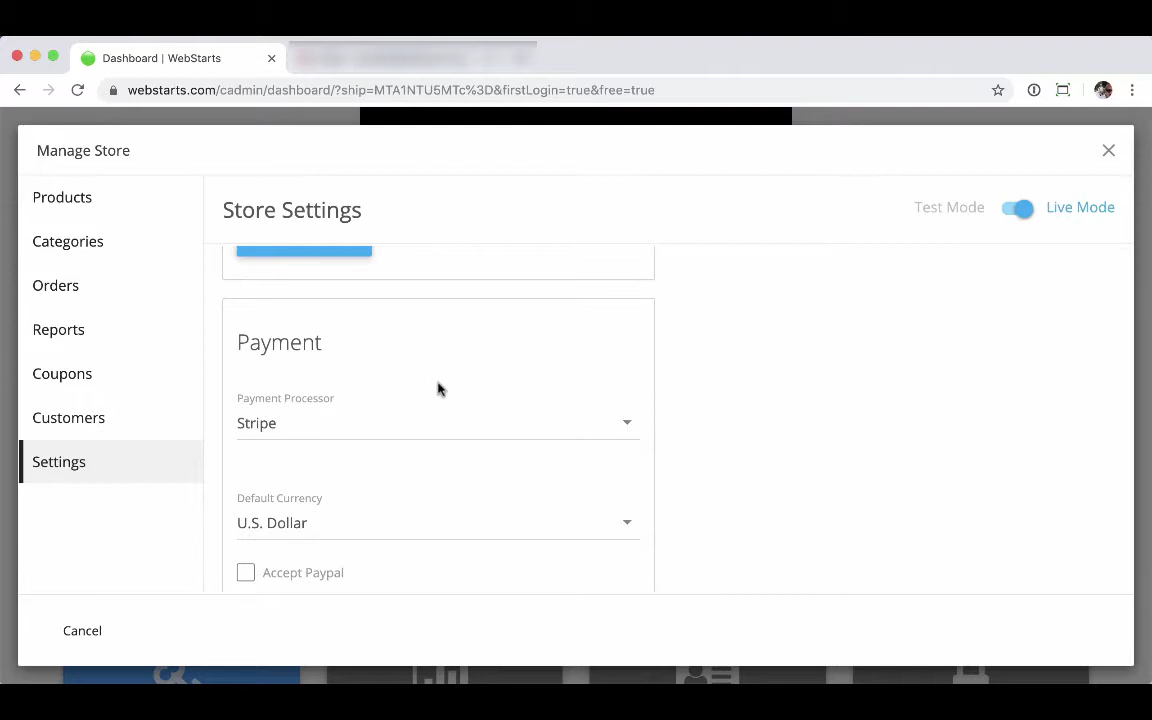 Dashboard | WebStarts
webstarts.com/cadmin/dashboard/?ship=MTA1NTU5MTc%3D&firstLogin=true&free=true
Manage Store
Products
Categories
Orders
Reports
Coupons
Customers
Settings
Store Settings
Test Mode
Live Mode
Payment
Payment Processor
Stripe
Default Currency
U.S. Dollar
Accept Paypal
Cancel